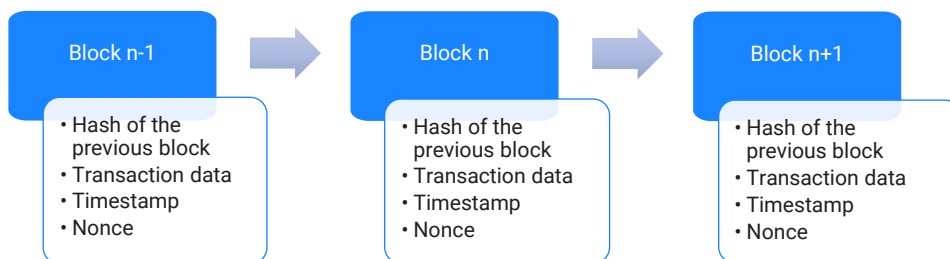 Block n-1
• Hash of the
previous block
• Transaction data
• Timestamp
• Nonce
Block n
• Hash of the
previous block
• Transaction data
• Timestamp
• Nonce
Block n+1
• Hash of the
previous block
• Transaction data
• Timestamp
• Nonce